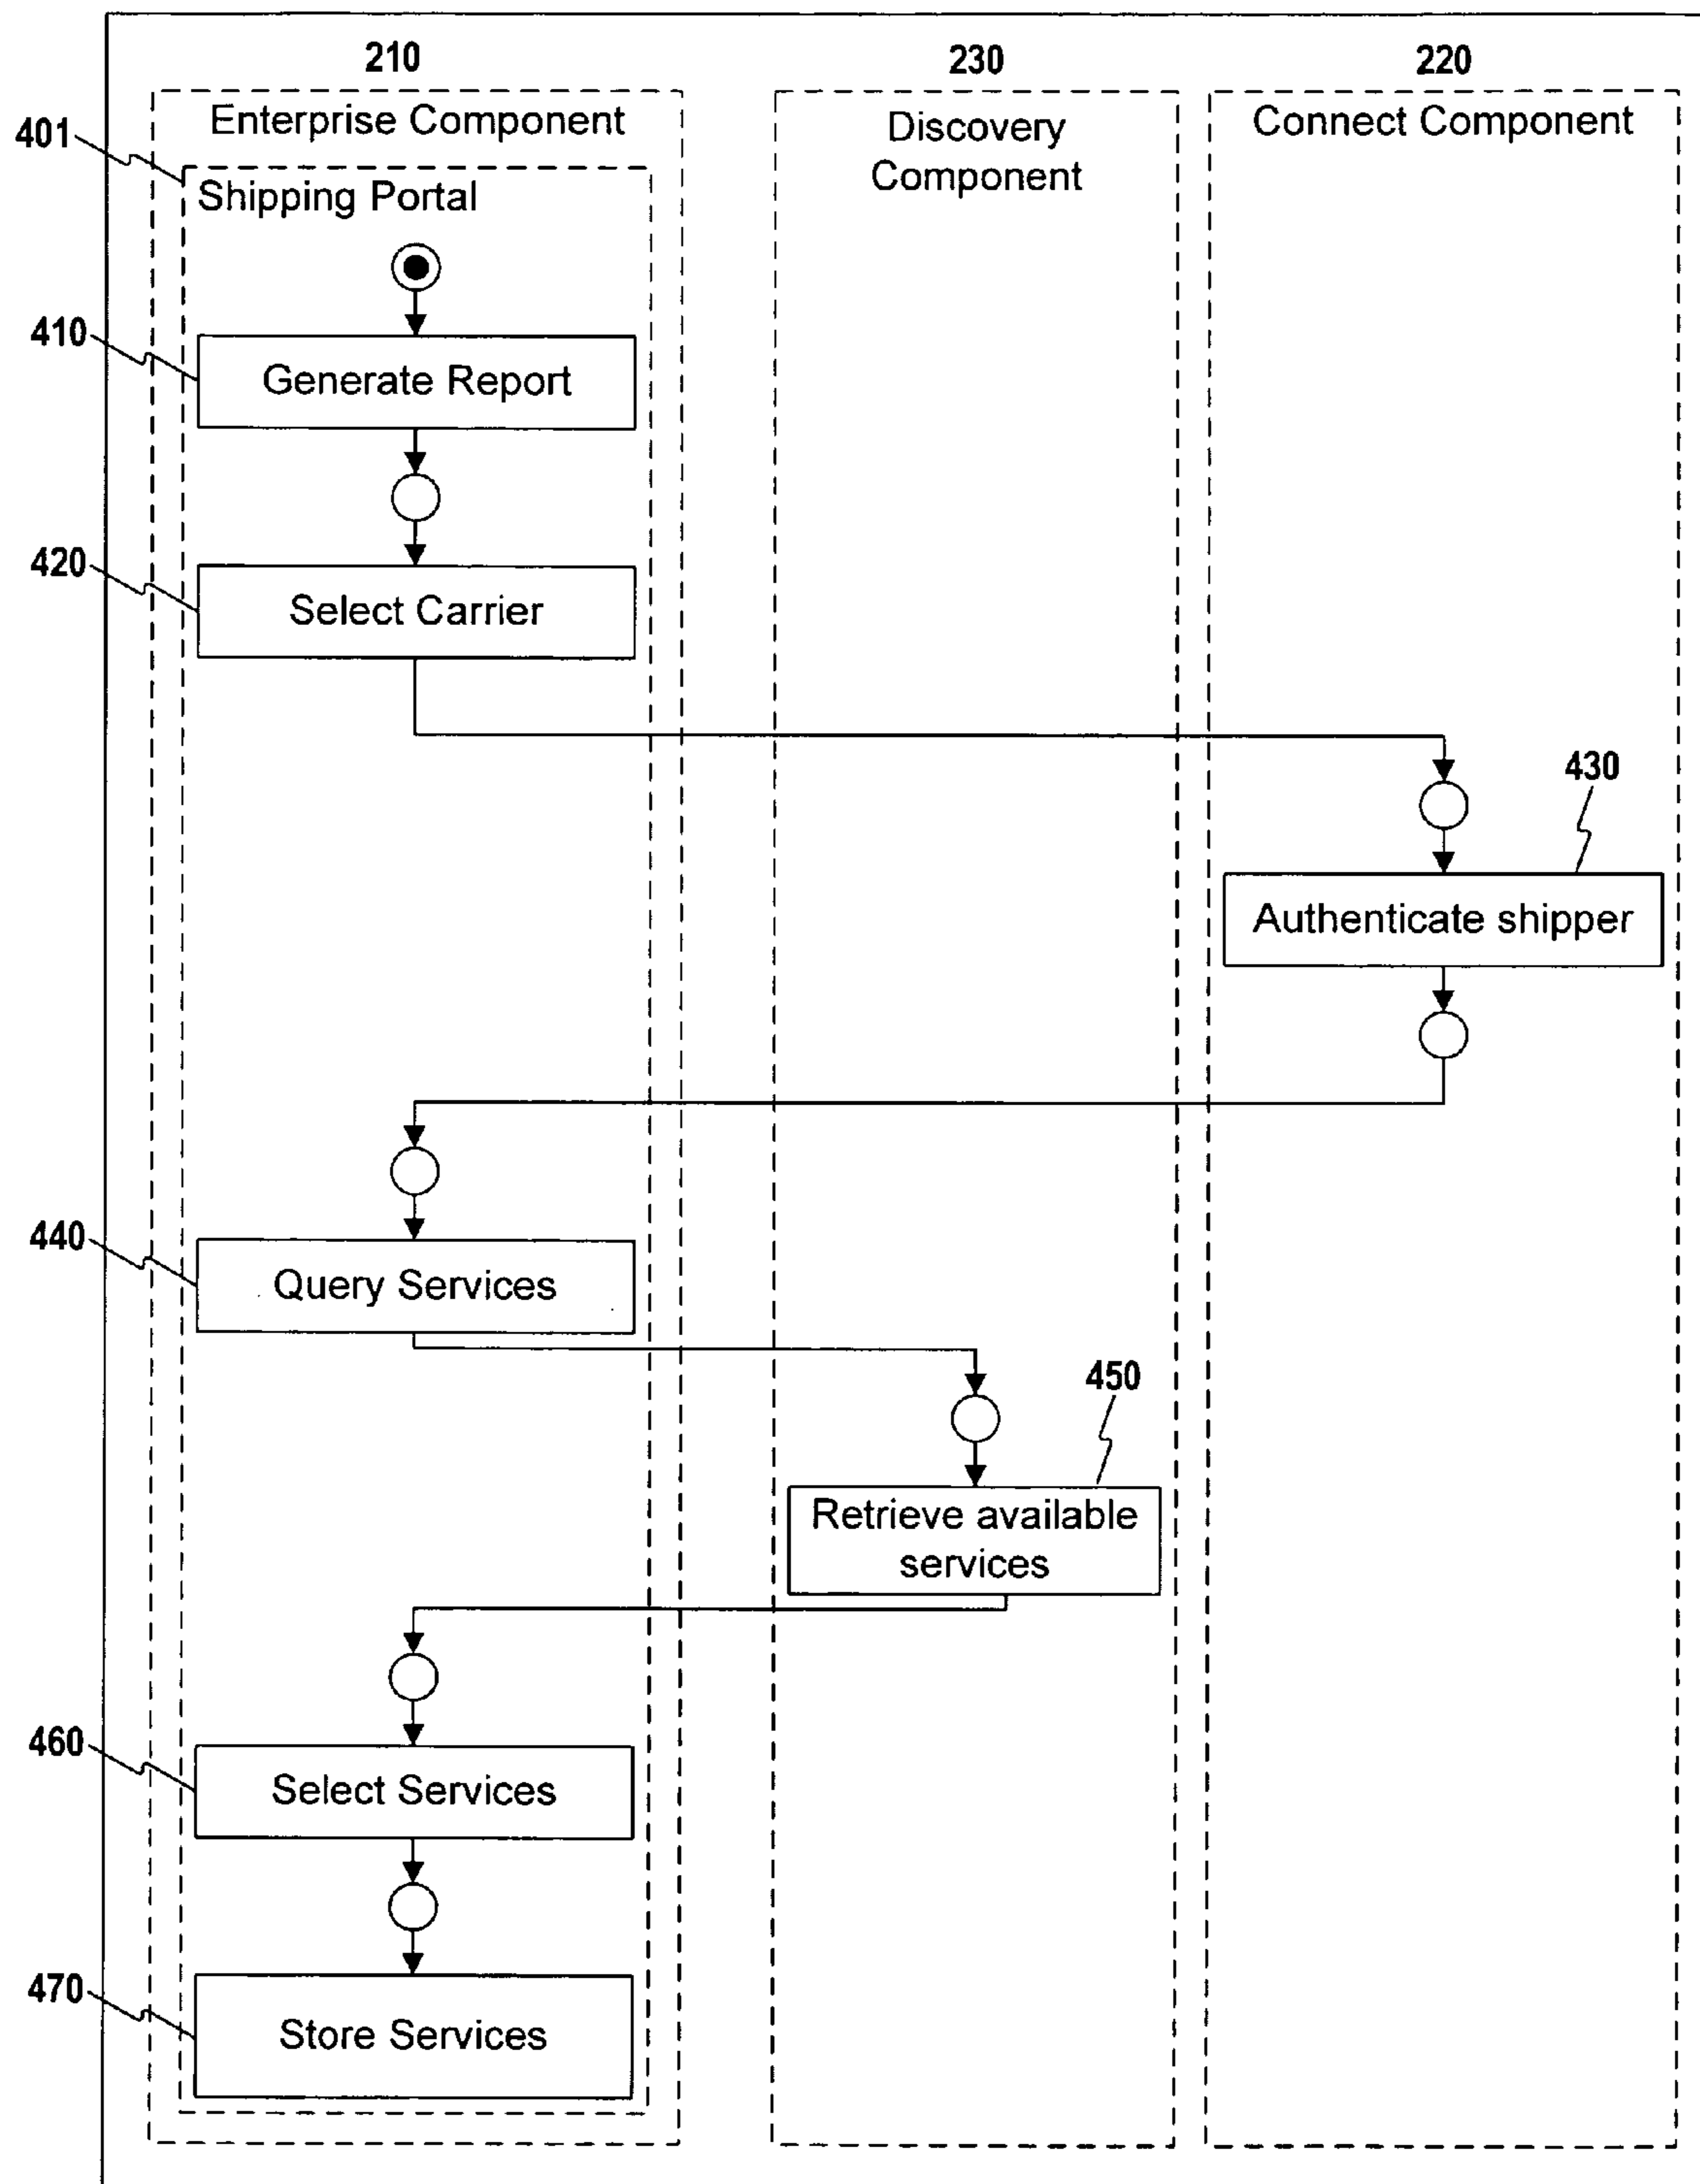 210
230
220
Enterprise Component
Discovery
Component
Connect Component
401
Shipping Portal
410
Generate Report
420
Select Carrier
430
Authenticate shipper
440
Query Services
450
Retrieve available
services
460
Select Services
470
Store Services